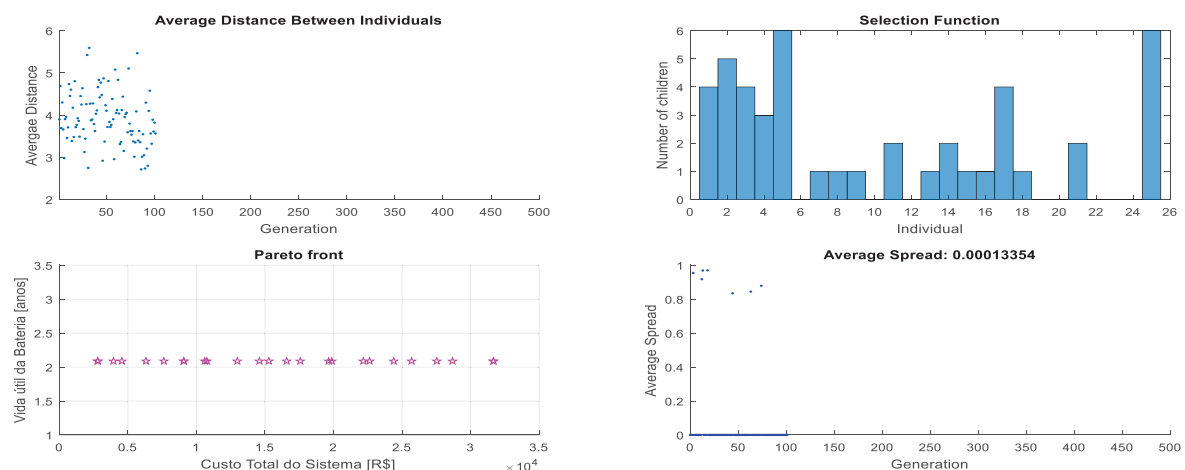 Average Distance Between Individuals
6
5
4
3
2
Avergae Distance
50 100 150 200 250 300 350 400 450 500
Generation
Selection Function
6
5
4
3
2
1
0
Number of children
0 2 4 6 8 10 12 14 16 18 20 22 24 26
Individual
Pareto front
3.5
3
2.5
2
1.5
1
Vida útil da Bateria [anos]
0 0.5 1 1.5 2 2.5 3 3.5
Custo Total do Sistema [R$]
×10⁴
Average Spread: 0.00013354
1
0.8
0.6
0.4
0.2
0
Average Spread
0 50 100 150 200 250 300 350 400 450 500
Generation